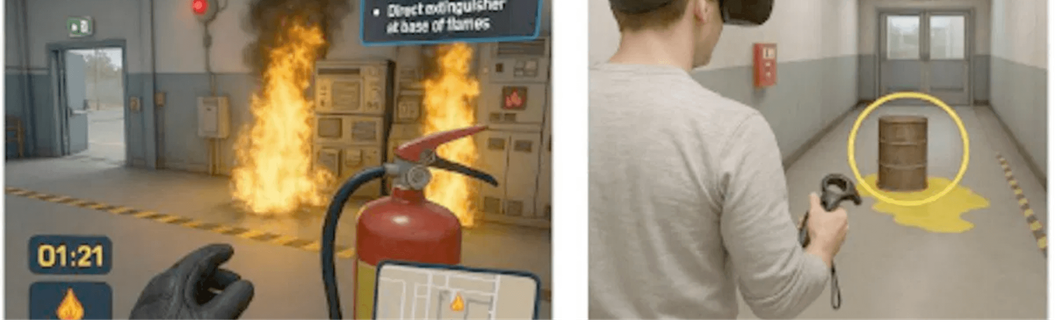 • Direct extinguisher
at base of flames
01:21